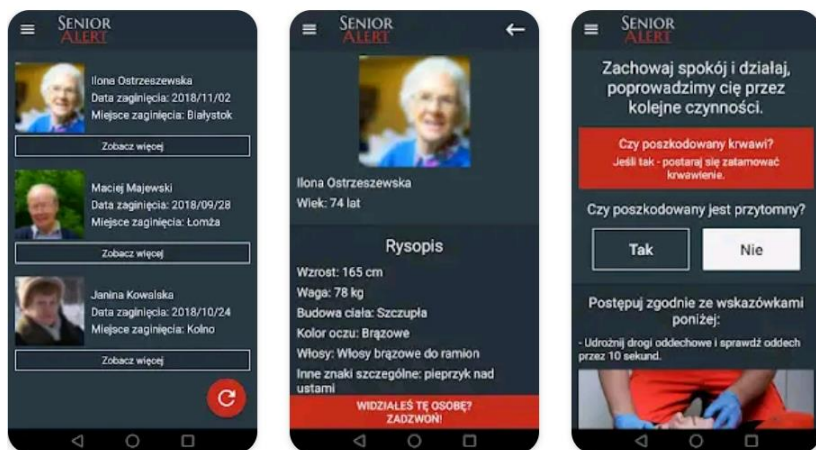 SENIOR
ALERT
Ilona Ostrzeszewska
Data zaginięcia: 2018/11/02
Miejsce zaginięcia: Białystok
Zobacz więcej
Maciej Majewski
Data zaginięcia: 2018/09/28
Miejsce zaginięcia: Łomża
Zobacz więcej
Janina Kowalska
Data zaginięcia: 2018/10/24
Miejsce zaginięcia: Kolno
Zobacz więcej
SENIOR
ALERT
Ilona Ostrzeszewska
Wiek: 74 lat
Rysopis
Wzrost: 165 cm
Waga: 78 kg
Budowa ciała: Szczupła
Kolor oczu: Brązowe
Włosy: Włosy brązowe do ramion
Inne znaki szczególne: pieprzyk nad
ustami
WIDZIAŁEŚ TĘ OSOBĘ?
ZADZWOŃ!
SENIOR
ALERT
Zachowaj spokój i działaj,
poprowadzimy cię przez
kolejne czynności.
Czy poszkodowany krwawi?
Jeśli tak - postaraj się zatamować
krwawienie.
Czy poszkodowany jest przytomny?
Tak
Nie
Postępuj zgodnie ze wskazówkami
poniżej:
- Udrożnij drogi oddechowe i sprawdź oddech
przez 10 sekund.